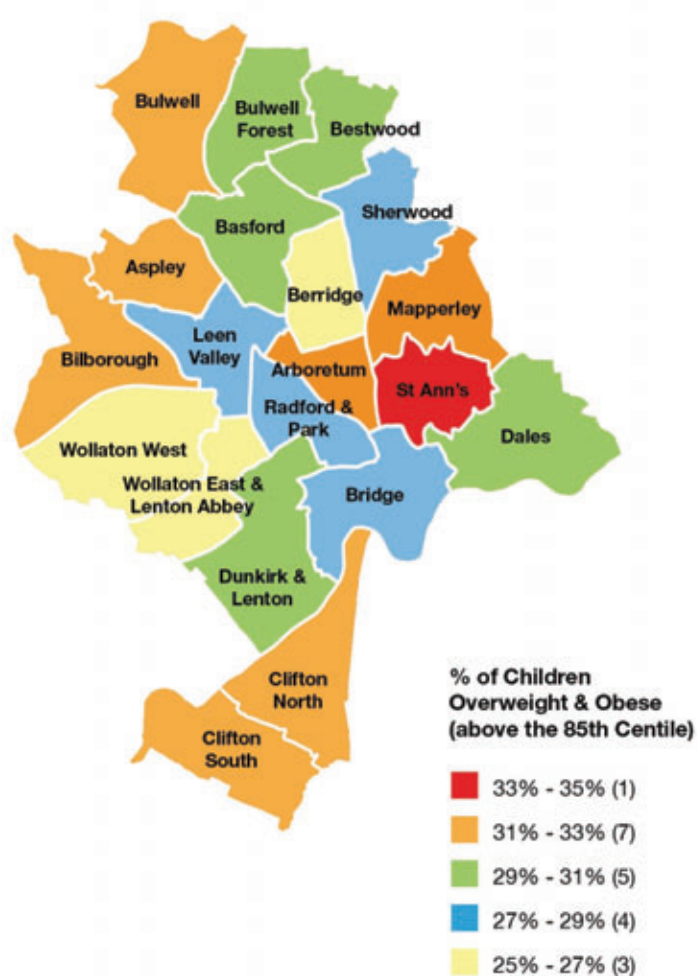 Bulwell
Bulwell
Forest
Bestwood
Sherwood
Basford
Aspley
Berridge
Mapperley
Leen
Valley
Bilborough
Arboretum
St Ann's
Radford &
Park
Dales
Wollaton West
Wollaton East &
Lenton Abbey
Bridge
Dunkirk &
Lenton
Clifton
North
Clifton
South
% of Children
Overweight & Obese
(above the 85th Centile)
33% - 35% (1)
31% - 33% (7)
29% - 31% (5)
27% - 29% (4)
25% - 27% (3)